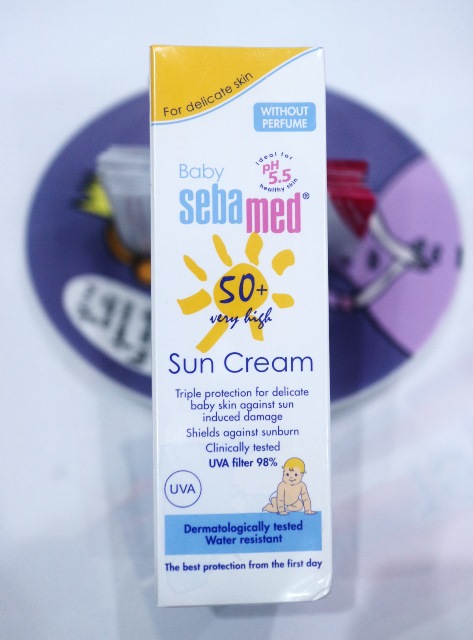 For delicate skin
WITHOUT
PERFUME
Ideal for
pH
5.5
healthy skin
Baby
sebamed®
50+
very high
Sun Cream
Triple protection for delicate
baby skin against sun
induced damage
Shields against sunburn
Clinically tested
UVA filter 98%
UVA
Dermatologically tested
Water resistant
The best protection from the first day